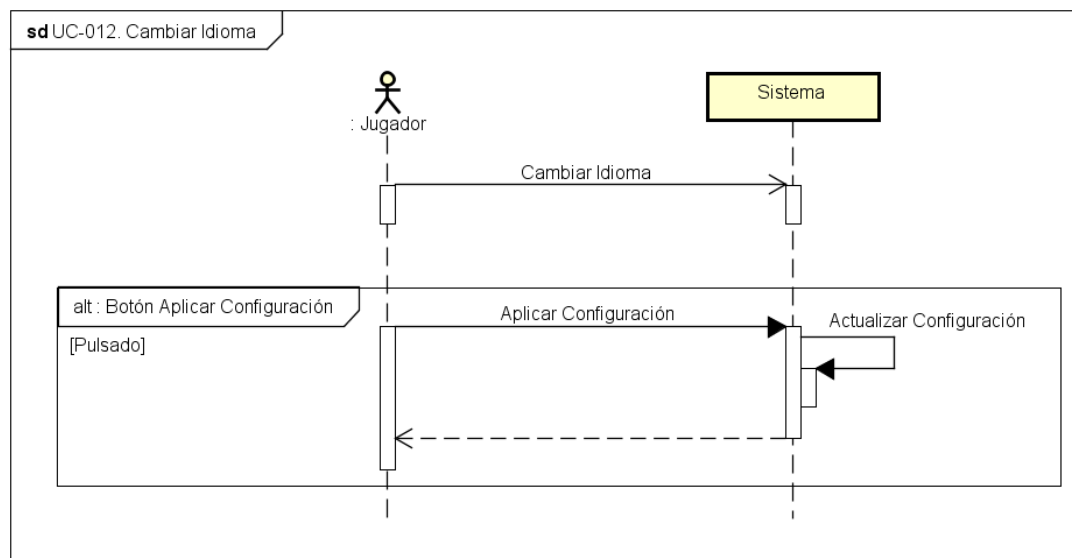 sd UC-012. Cambiar Idioma
: Jugador
Sistema
Cambiar Idioma
alt : Botón Aplicar Configuración
[Pulsado]
Aplicar Configuración
Actualizar Configuración